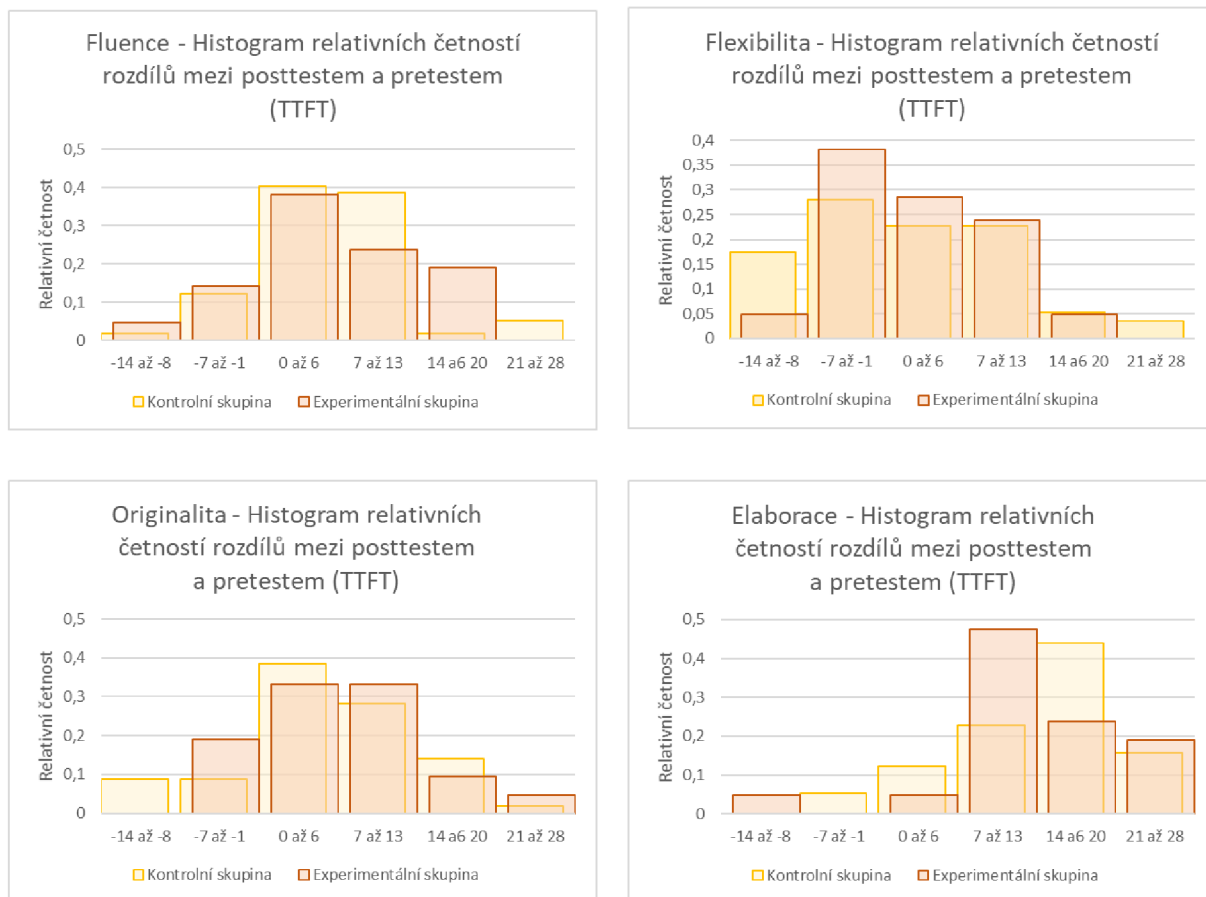 Fluence - Histogram relativních četností
rozdílů mezi posttestem a pretestem
(TTFT)
Relativní četnost
0,5
0,4
0,3
0,2
0,1
0
-14 až -8 -7 až -1 0 až 6 7 až 13 14 a6 20 21 až 28
Kontrolní skupina Experimentální skupina
Flexibilita - Histogram relativních četností
rozdílů mezi posttestem a pretestem
(TTFT)
Relativní četnost
0,4
0,35
0,3
0,25
0,2
0,15
0,1
0,05
0
-14 až -8 -7 až -1 0 až 6 7 až 13 14 a6 20 21 až 28
Kontrolní skupina Experimentální skupina
Originalita - Histogram relativních
četností rozdílů mezi posttestem
a pretestem (TTFT)
Relativní četnost
0,5
0,4
0,3
0,2
0,1
0
-14 až -8 -7 až -1 0 až 6 7 až 13 14 a6 20 21 až 28
Kontrolní skupina Experimentální skupina
Elaborace - Histogram relativních
četností rozdílů mezi posttestem
a pretestem (TTFT)
Relativní četnost
0,5
0,4
0,3
0,2
0,1
0
-14 až -8 -7 až -1 0 až 6 7 až 13 14 a6 20 21 až 28
Kontrolní skupina Experimentální skupina